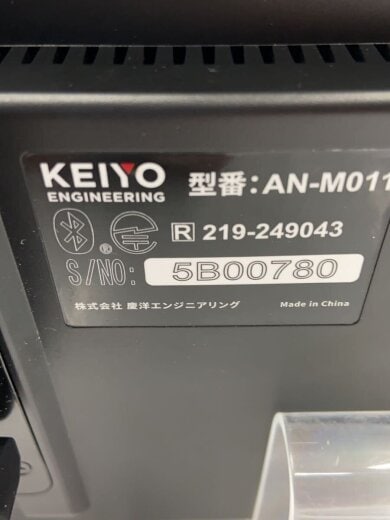 KEIYO
ENGINEERING
型番:AN-M011
R 219-249043
S/NO: 5B00780
株式会社 慶洋エンジニアリング
Made in China